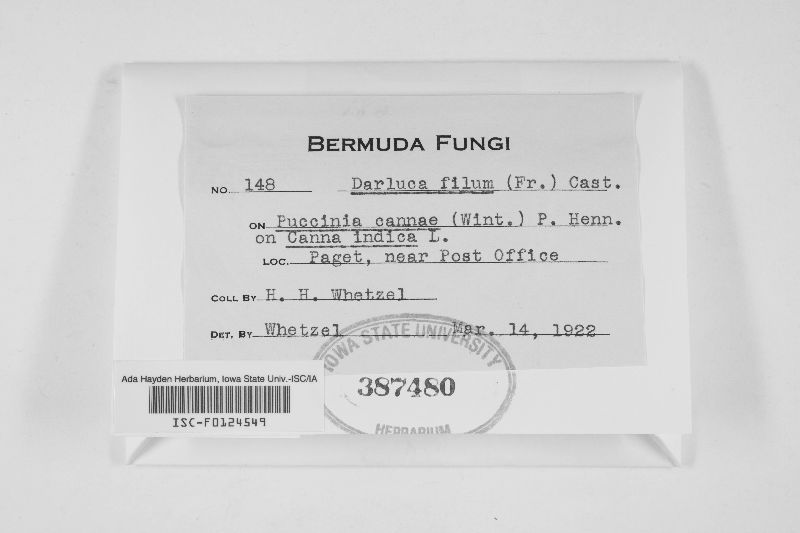 BERMUDA FUNGI
NO. 148 Darluca filum (Fr.) Cast.
ON Puccinia cannae (Wint.) P. Henn.
on Canna indica L.
LOC. Paget, near Post Office
COLL BY H. H. Whetzel
DET. BY Whetzel Mar. 14, 1922
IOWA STATE UNIVERSITY
387480
HERBARIUM
Ada Hayden Herbarium, Iowa State Univ.-ISC/IA
ISC-F0124549